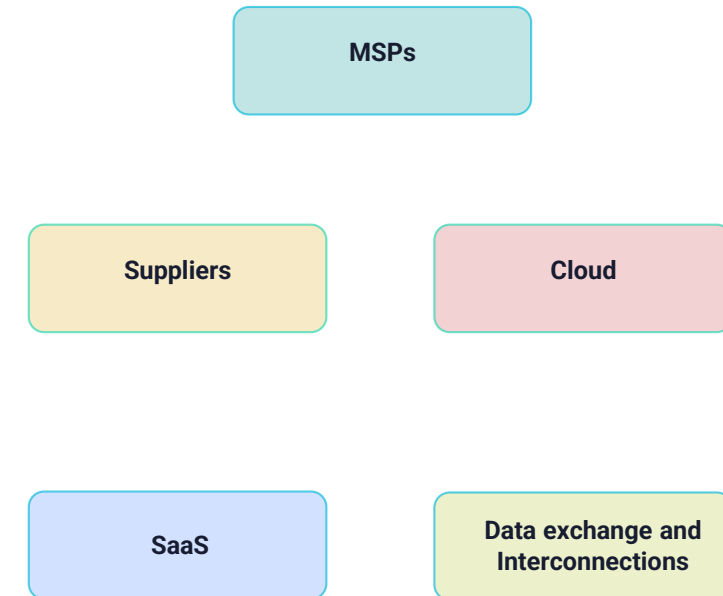 MSPs
Suppliers
Cloud
SaaS
Data exchange and
Interconnections